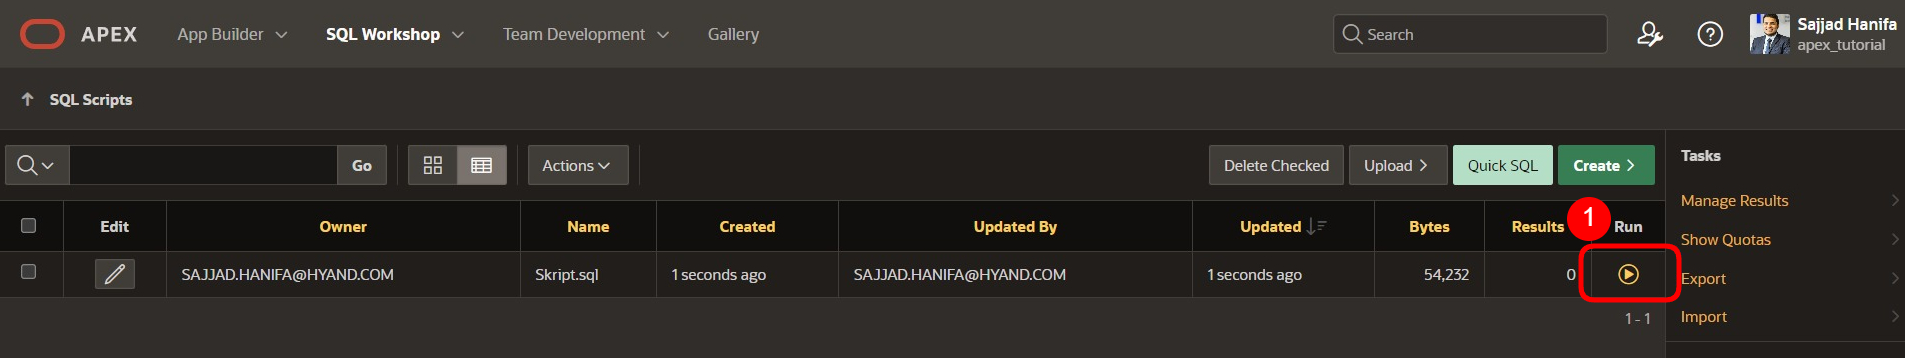 APEX App Builder SQL Workshop Team Development Gallery Search Sajjad Hanifa
apex_tutorial
SQL Scripts
Go Actions Delete Checked Upload Quick SQL Create
Edit Owner Name Created Updated By Updated Bytes Results 1 Run
SAJJAD.HANIFA@HYAND.COM Skript.sql 1 seconds ago SAJJAD.HANIFA@HYAND.COM 1 seconds ago 54,232 0
1 - 1
Tasks
Manage Results
Show Quotas
Export
Import